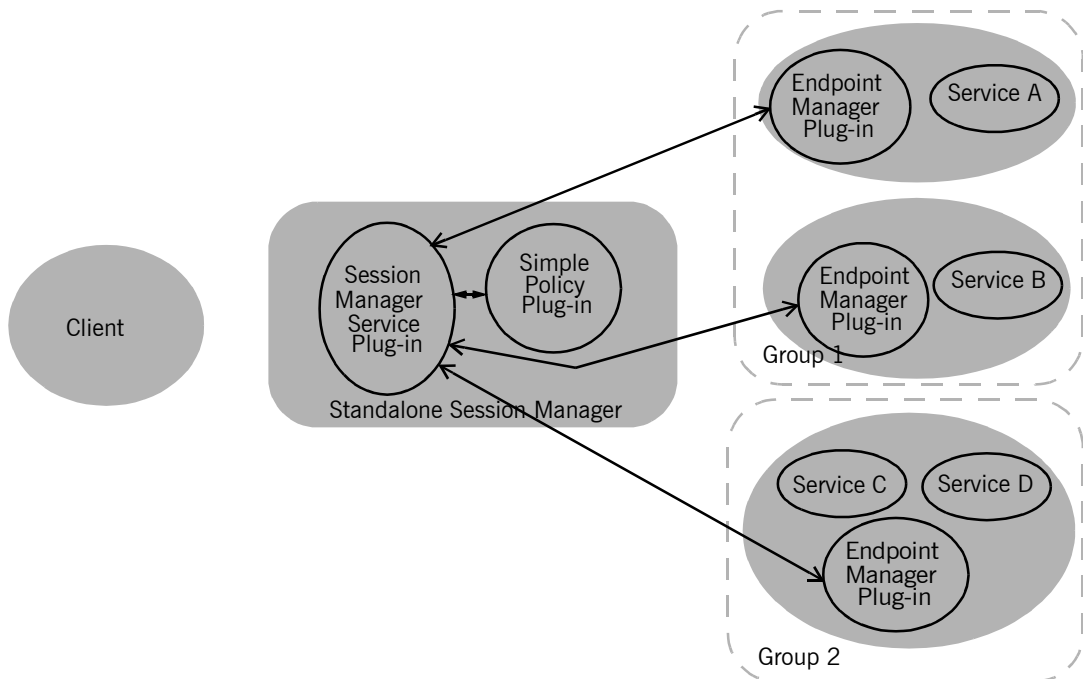 Client
Session
Manager
Service
Plug-in
Simple
Policy
Plug-in
Standalone Session Manager
Endpoint
Manager
Plug-in
Service A
Endpoint
Manager
Plug-in
Service B
Group 1
Service C
Service D
Endpoint
Manager
Plug-in
Group 2